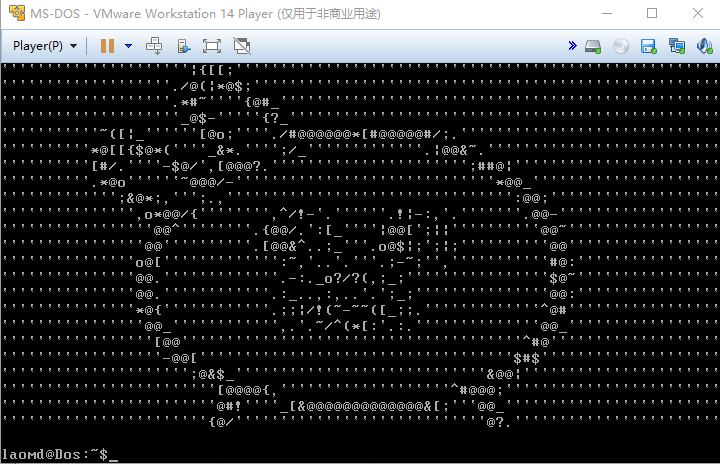 MS-DOS - VMware Workstation 14 Player (仅用于非商业用途)
Player(P)
laomd@Dos:~$_